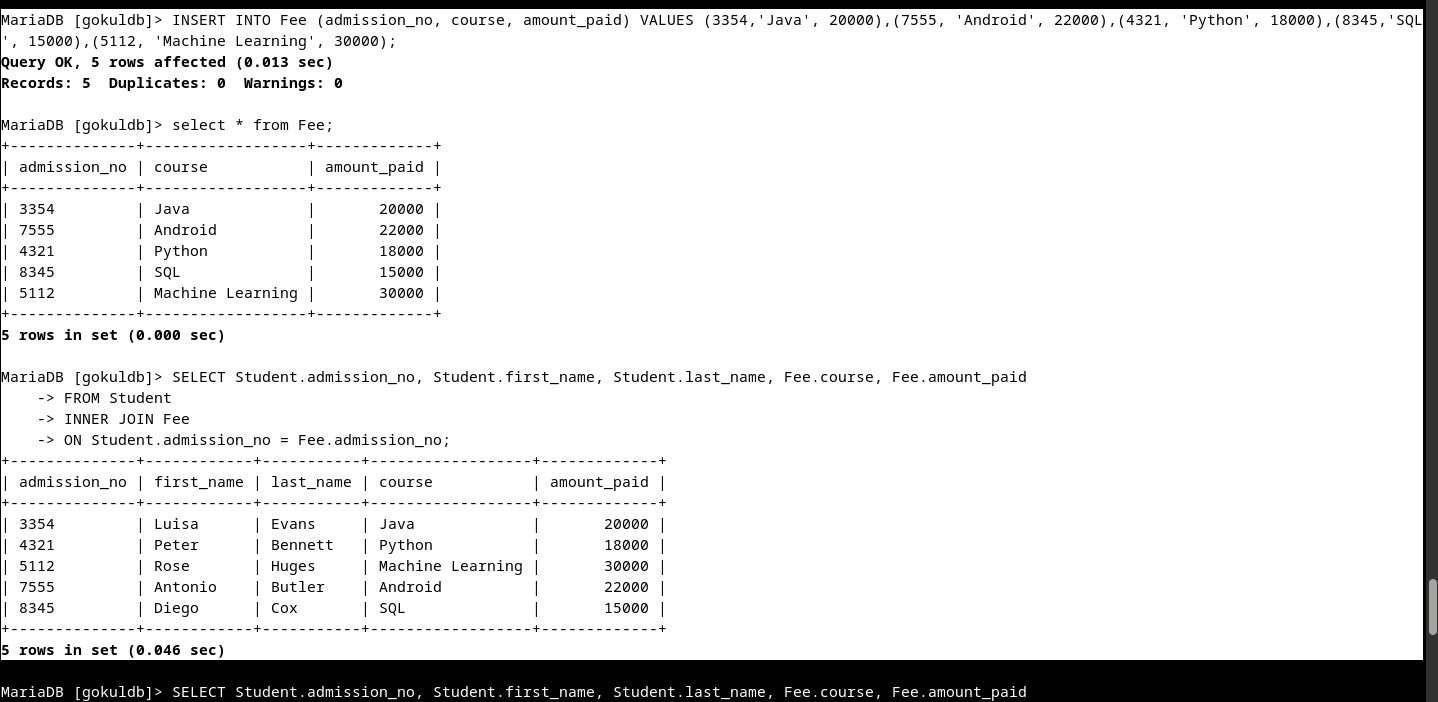 MariaDB [gokuldb]> INSERT INTO Fee (admission_no, course, amount_paid) VALUES (3354,'Java', 20000),(7555, 'Android', 22000),(4321, 'Python', 18000),(8345,'SQL
', 15000),(5112, 'Machine Learning', 30000);
Query OK, 5 rows affected (0.013 sec)
Records: 5  Duplicates: 0  Warnings: 0

MariaDB [gokuldb]> select * from Fee;
+--------------+------------------+-------------+
| admission_no | course           | amount_paid |
+--------------+------------------+-------------+
| 3354         | Java             |       20000 |
| 7555         | Android          |       22000 |
| 4321         | Python           |       18000 |
| 8345         | SQL              |       15000 |
| 5112         | Machine Learning |       30000 |
+--------------+------------------+-------------+
5 rows in set (0.000 sec)

MariaDB [gokuldb]> SELECT Student.admission_no, Student.first_name, Student.last_name, Fee.course, Fee.amount_paid
    -> FROM Student
    -> INNER JOIN Fee
    -> ON Student.admission_no = Fee.admission_no;
+--------------+------------+-----------+------------------+-------------+
| admission_no | first_name | last_name | course           | amount_paid |
+--------------+------------+-----------+------------------+-------------+
| 3354         | Luisa      | Evans     | Java             |       20000 |
| 4321         | Peter      | Bennett   | Python           |       18000 |
| 5112         | Rose       | Huges     | Machine Learning |       30000 |
| 7555         | Antonio    | Butler    | Android          |       22000 |
| 8345         | Diego      | Cox       | SQL              |       15000 |
+--------------+------------+-----------+------------------+-------------+
5 rows in set (0.046 sec)

MariaDB [gokuldb]> SELECT Student.admission_no, Student.first_name, Student.last_name, Fee.course, Fee.amount_paid